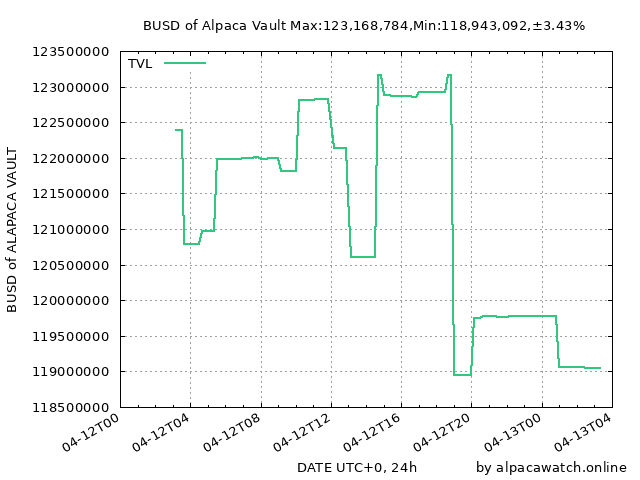 BUSD of Alpaca Vault Max:123,168,784,Min:118,943,092,±3.43%
TVL
123500000
123000000
122500000
122000000
121500000
121000000
120500000
120000000
119500000
119000000
118500000
BUSD of ALAPACA VAULT
04-12T00
04-12T04
04-12T08
04-12T12
04-12T16
04-12T20
04-13T00
04-13T04
DATE UTC+0, 24h
by alpacawatch.online